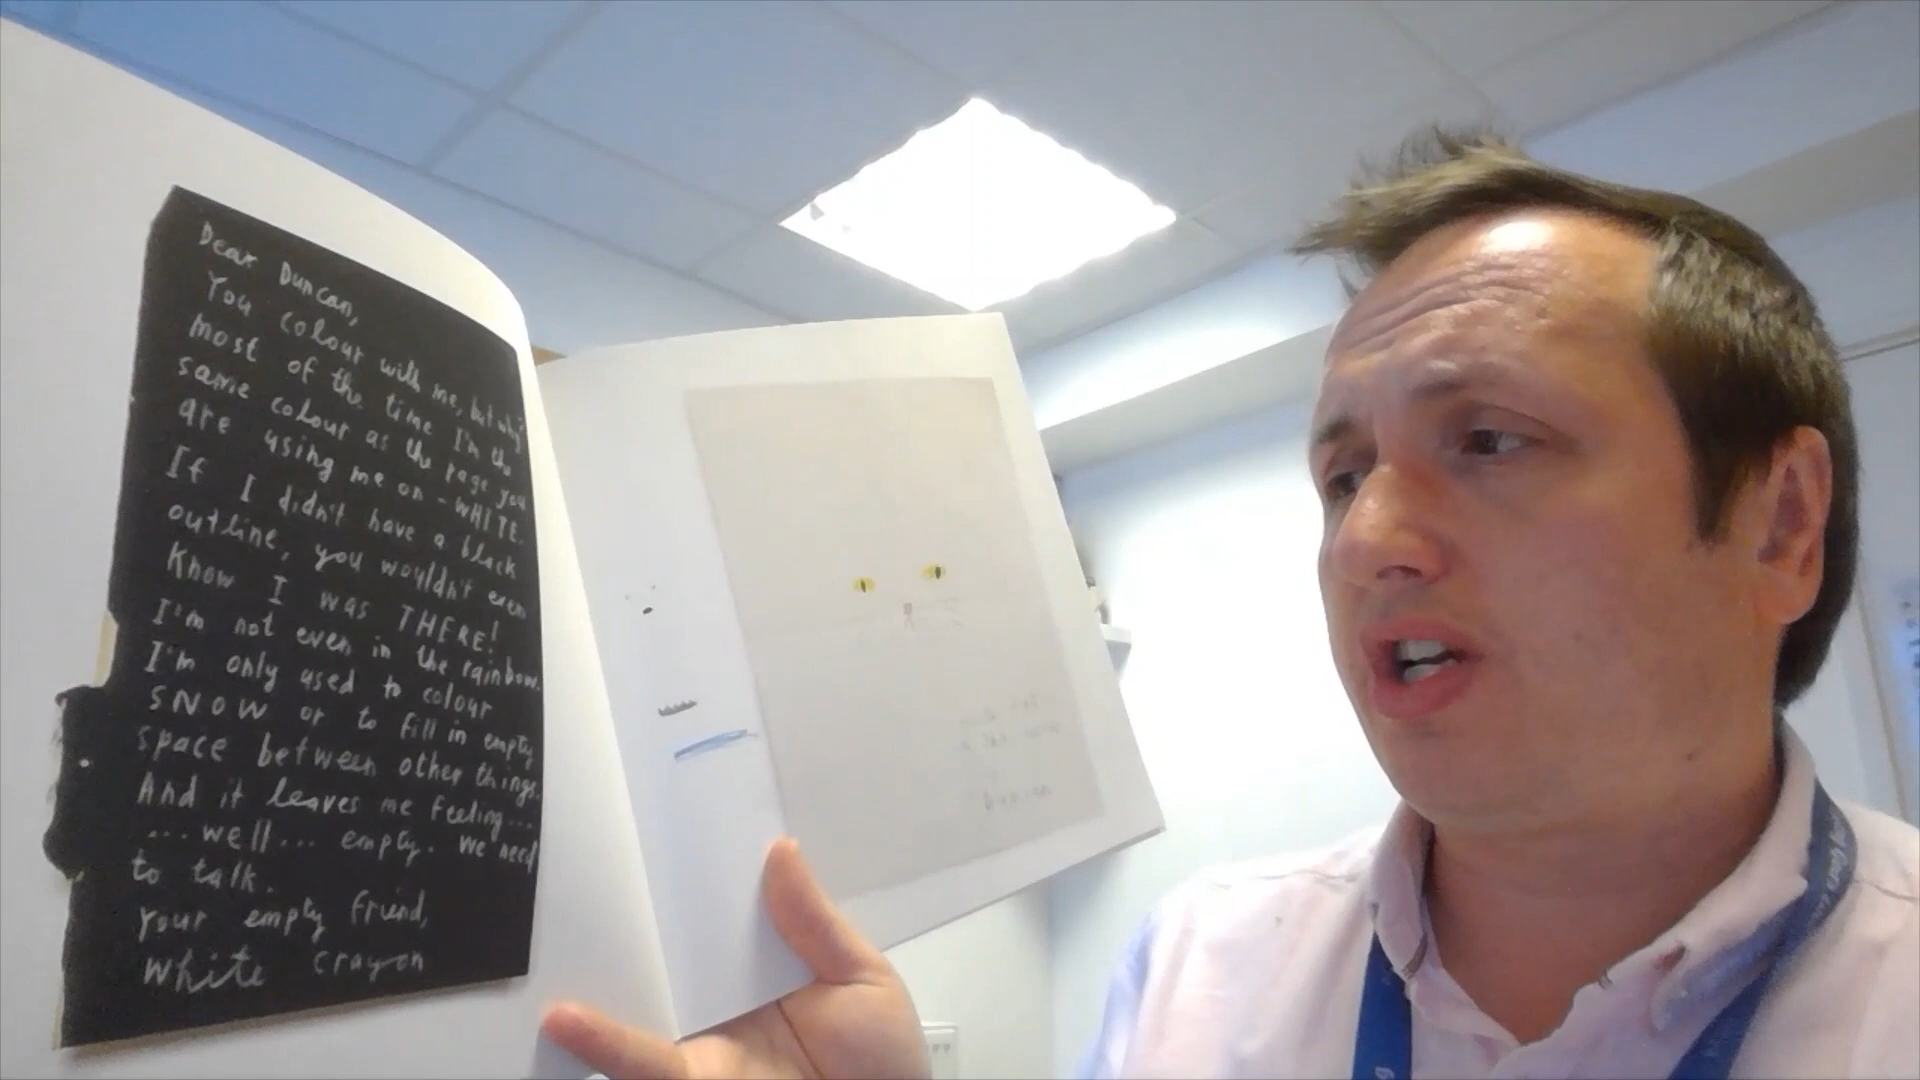 Dear Duncan,
You colour with me, but why?
Most of the time I'm the
same colour as the page you
are using me on - WHITE.
If I didn't have a black
outline, you wouldn't even
know I was THERE!
I'm not even in the rainbow.
I'm only used to colour
SNOW or to fill in empty
space between other things.
And it leaves me feeling...
... well... empty. We need
to talk.
Your empty friend,
White crayon